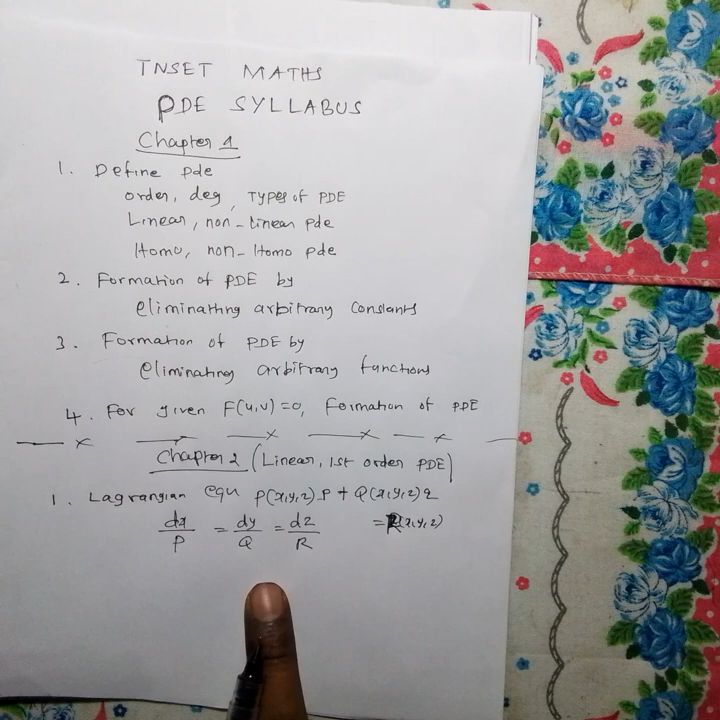 TNSET MATHS
PDE SYLLABUS
Chapter 1
1. Define pde
order, deg, Types of PDE
Linear, non-linear pde
Homo, non-Homo pde
2. Formation of PDE by
eliminating arbitrary constants
3. Formation of PDE by
eliminating arbitrary functions
4. For given F(u,v)=0, Formation of PDE
Chapter 2 (Linear, 1st order PDE)
1. Lagrangian equ P(x,y,z)p + Q(x,y,z)q
dx/P = dy/Q = dz/R = R(x,y,z)